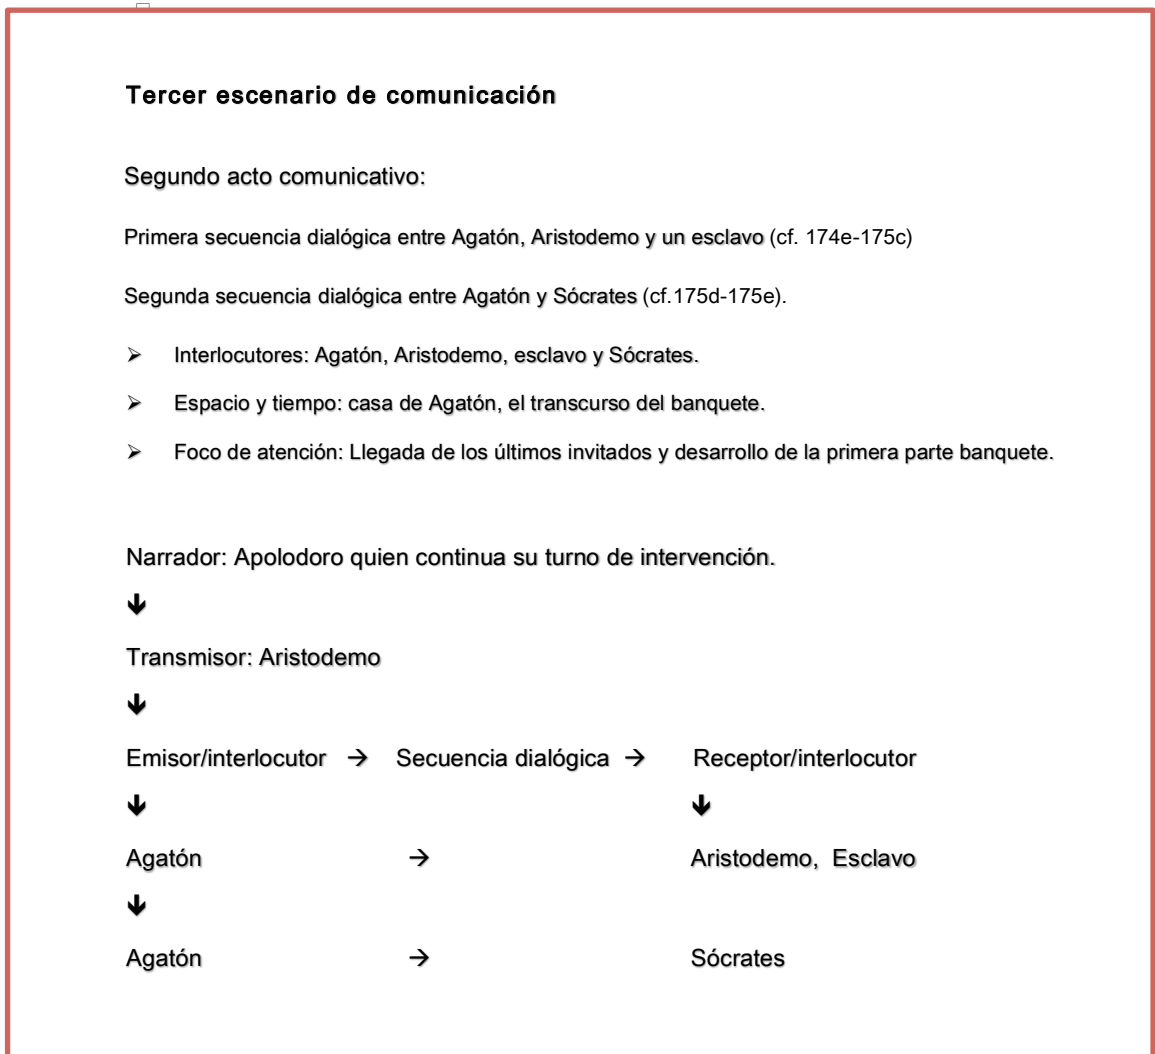 Tercer escenario de comunicación
Segundo acto comunicativo:
Primera secuencia dialógica entre Agatón, Aristodemo y un esclavo (cf. 174e-175c)
Segunda secuencia dialógica entre Agatón y Sócrates (cf.175d-175e).
➢ Interlocutores: Agatón, Aristodemo, esclavo y Sócrates.
➢ Espacio y tiempo: casa de Agatón, el transcurso del banquete.
➢ Foco de atención: Llegada de los últimos invitados y desarrollo de la primera parte banquete.
Narrador: Apolodoro quien continua su turno de intervención.
↓
Transmisor: Aristodemo
↓
Emisor/interlocutor → Secuencia dialógica → Receptor/interlocutor
↓ ↓
Agatón → Aristodemo, Esclavo
↓
Agatón → Sócrates